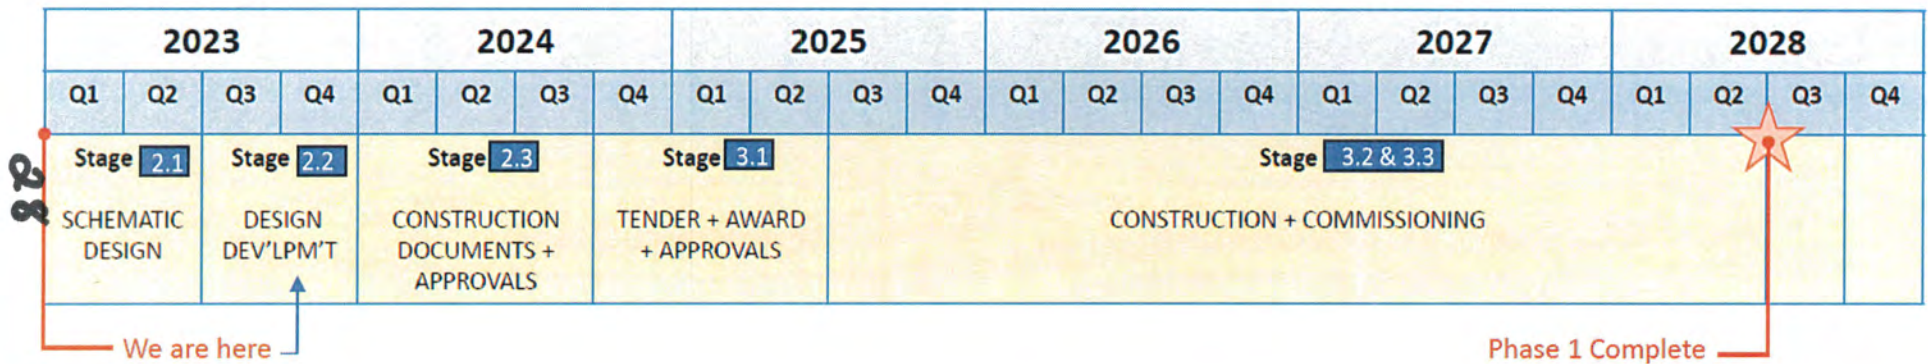 2023 2024 2025 2026 2027 2028
Q1 Q2 Q3 Q4 Q1 Q2 Q3 Q4 Q1 Q2 Q3 Q4 Q1 Q2 Q3 Q4 Q1 Q2 Q3 Q4 Q1 Q2 Q3 Q4
Stage 2.1 Stage 2.2 Stage 2.3 Stage 3.1 Stage 3.2 & 3.3
28
SCHEMATIC
DESIGN
DESIGN
DEV'LPM'T
CONSTRUCTION
DOCUMENTS +
APPROVALS
TENDER + AWARD
+ APPROVALS
CONSTRUCTION + COMMISSIONING
We are here
Phase 1 Complete